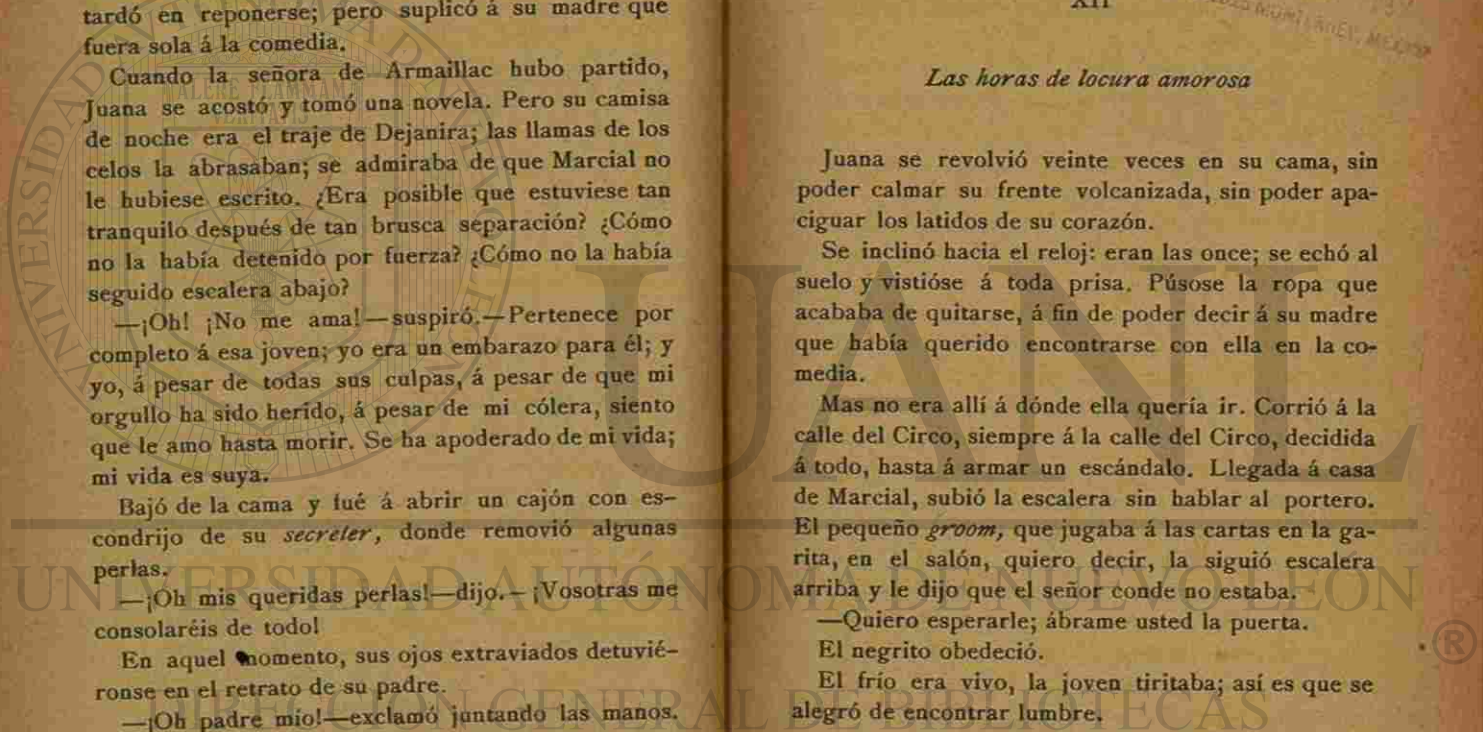 tardó en reponerse; pero suplicó á su madre que
fuera sola á la comedia.
Cuando la señora de Armaillac hubo partido,
Juana se acostó y tomó una novela. Pero su camisa
de noche era el traje de Dejanira; las llamas de los
celos la abrasaban; se admiraba de que Marcial no
le hubiese escrito. ¿Era posible que estuviese tan
tranquilo después de tan brusca separación? ¿Cómo
no la había detenido por fuerza? ¿Cómo no la había
seguido escalera abajo?
—¡Oh! ¡No me ama!—suspiró.—Pertenece por
completo á esa joven; yo era un embarazo para él; y
yo, á pesar de todas sus culpas, á pesar de que mi
orgullo ha sido herido, á pesar de mi cólera, siento
que le amo hasta morir. Se ha apoderado de mi vida;
mi vida es suya.
Bajó de la cama y fué á abrir un cajón con es-
condrijo de su secreter, donde removió algunas
perlas.
—¡Oh mis queridas perlas!—dijo.—¡Vosotras me
consolaréis de todo!
En aquel momento, sus ojos extraviados detuvié-
ronse en el retrato de su padre.
—¡Oh padre mío!—exclamó juntando las manos.
XII
Las horas de locura amorosa
Juana se revolvió veinte veces en su cama, sin
poder calmar su frente volcanizada, sin poder apa-
ciguar los latidos de su corazón.
Se inclinó hacia el reloj: eran las once; se echó al
suelo y vistióse á toda prisa. Púsose la ropa que
acababa de quitarse, á fin de poder decir á su madre
que había querido encontrarse con ella en la co-
media.
Mas no era allí á dónde ella quería ir. Corrió á la
calle del Circo, siempre á la calle del Circo, decidida
á todo, hasta á armar un escándalo. Llegada á casa
de Marcial, subió la escalera sin hablar al portero.
El pequeño groom, que jugaba á las cartas en la ga-
rita, en el salón, quiero decir, la siguió escalera
arriba y le dijo que el señor conde no estaba.
—Quiero esperarle; ábrame usted la puerta.
El negrito obedeció.
El frío era vivo, la joven tiritaba; así es que se
alegró de encontrar lumbre.
UANL
UNIVERSIDAD AUTÓNOMA DE NUEVO LEÓN
®
DIRECCIÓN GENERAL DE BIBLIOTECAS